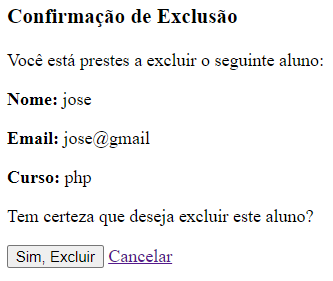 Confirmação de Exclusão
Você está prestes a excluir o seguinte aluno:
Nome: jose
Email: jose@gmail
Curso: php
Tem certeza que deseja excluir este aluno?
Sim, Excluir Cancelar